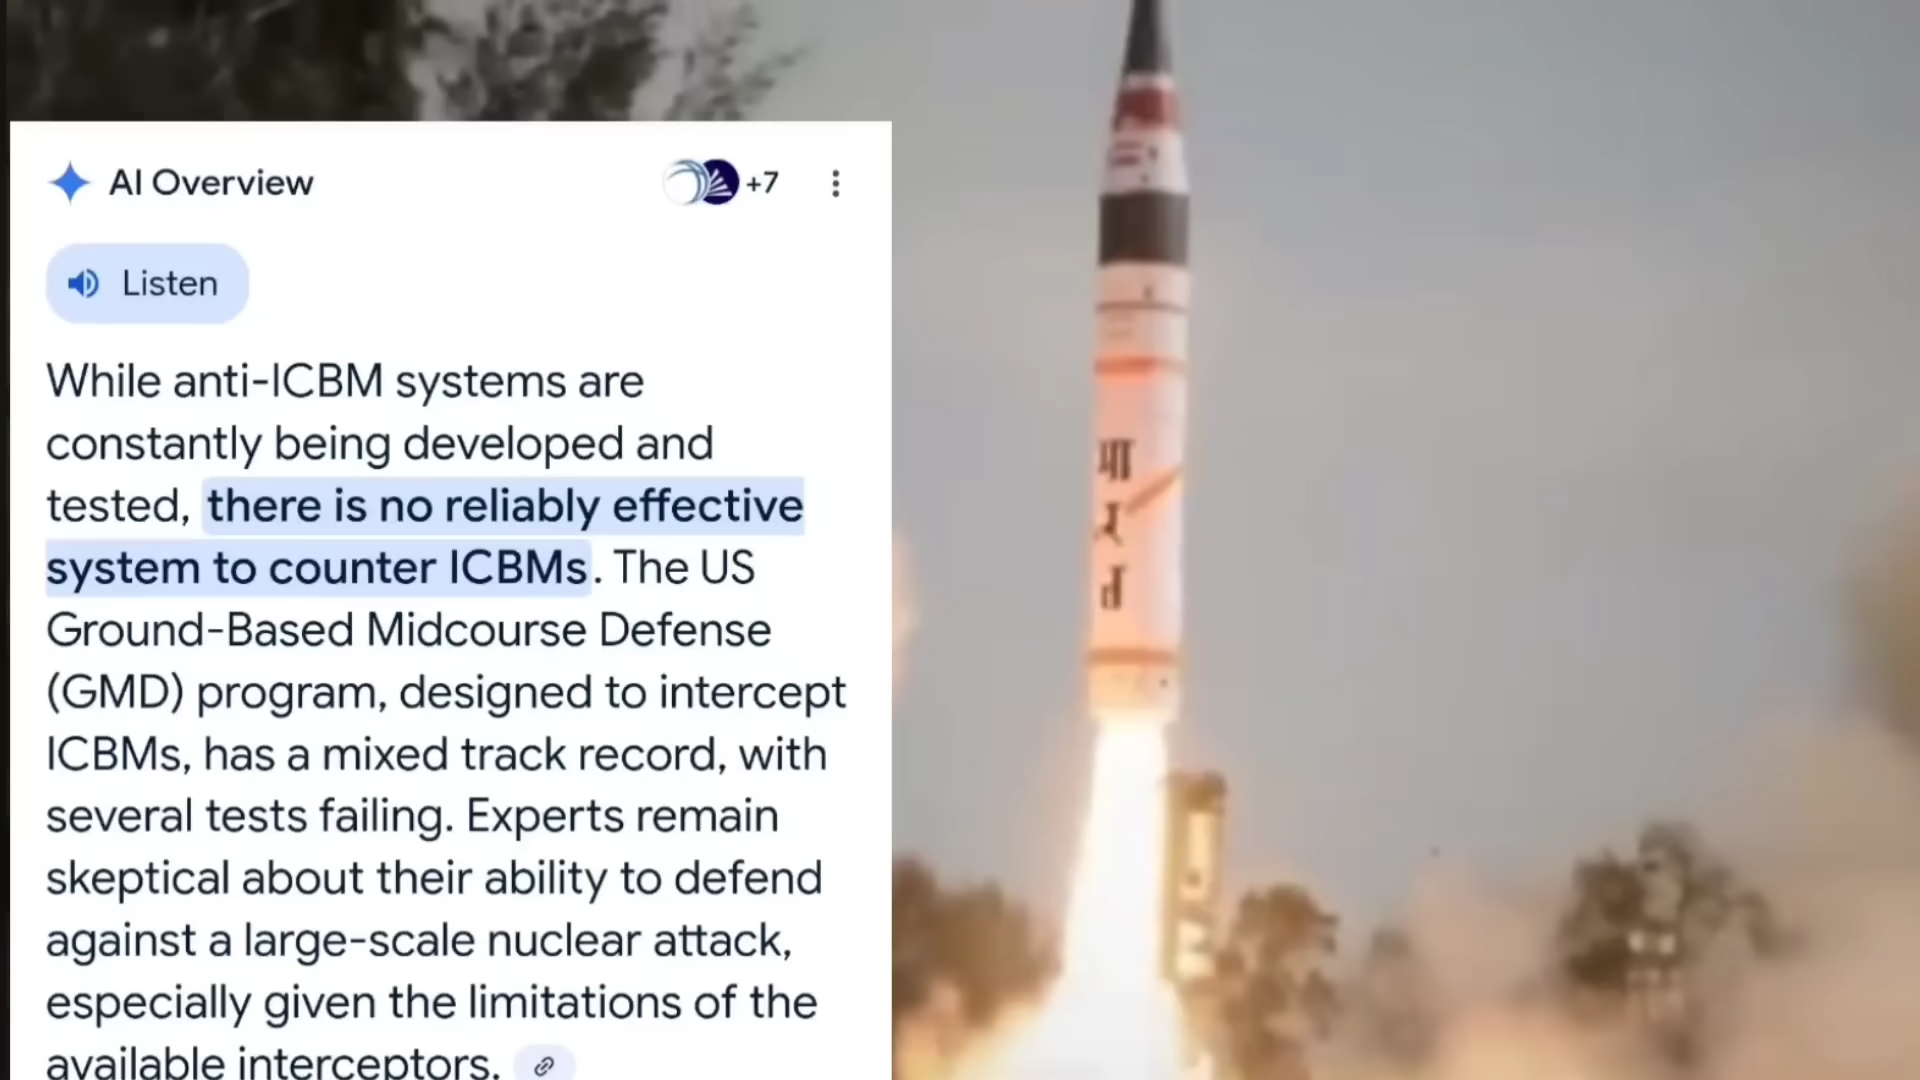 AI Overview
+7
Listen
While anti-ICBM systems are
constantly being developed and
tested, there is no reliably effective
system to counter ICBMs. The US
Ground-Based Midcourse Defense
(GMD) program, designed to intercept
ICBMs, has a mixed track record, with
several tests failing. Experts remain
skeptical about their ability to defend
against a large-scale nuclear attack,
especially given the limitations of the
available interceptors.
भा
र
त